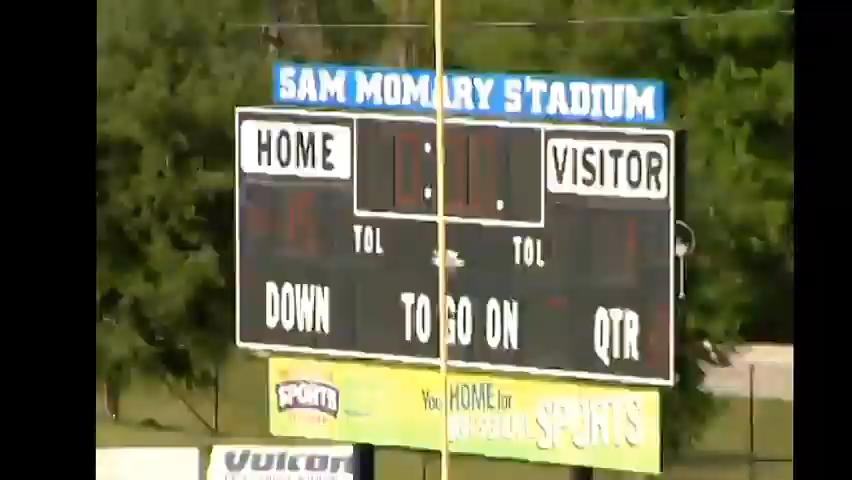 SAM MOMARY STADIUM
HOME
VISITOR
TOL TOL
DOWN TO GO ON QTR
SPORTS
Your HOME for
SPORTS
Vulcan